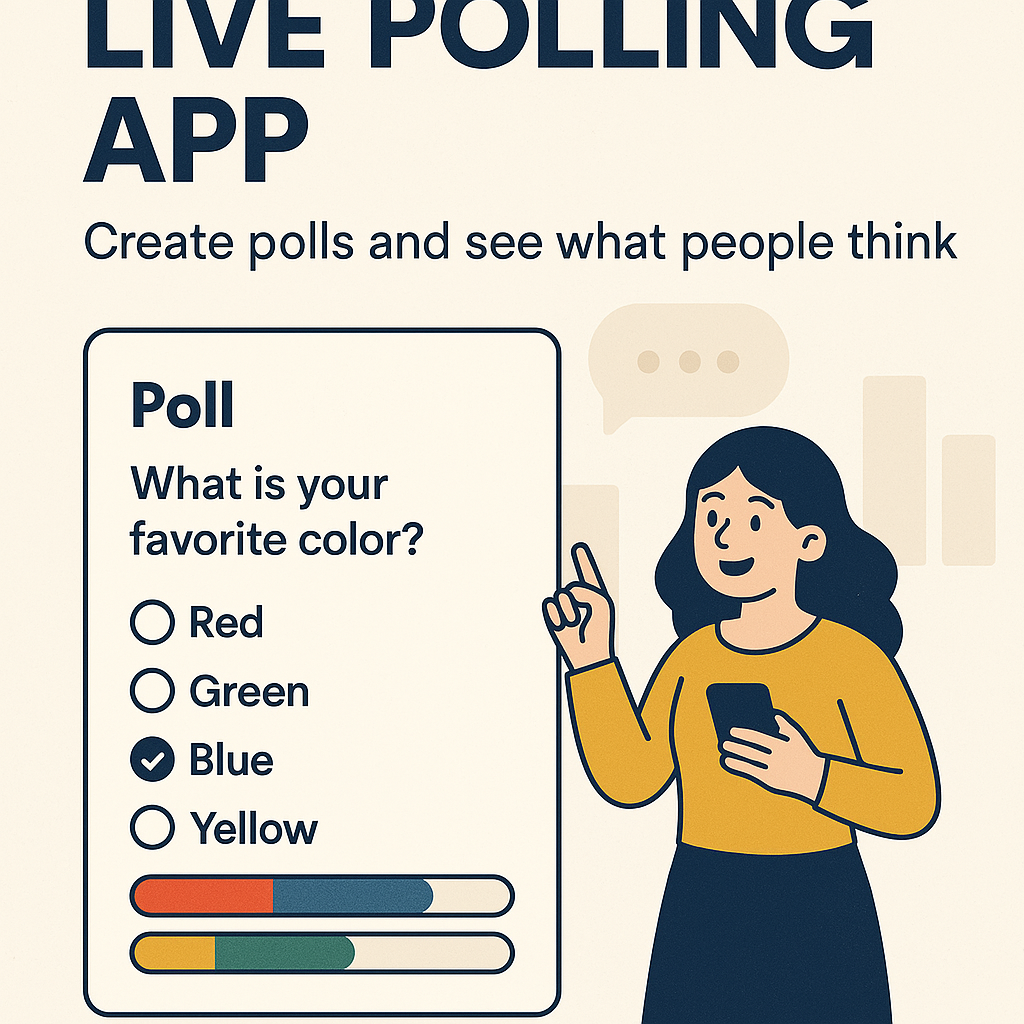 LIVE POLLING
APP
Create polls and see what people think
Poll
What is your
favorite color?
Red
Green
Blue
Yellow